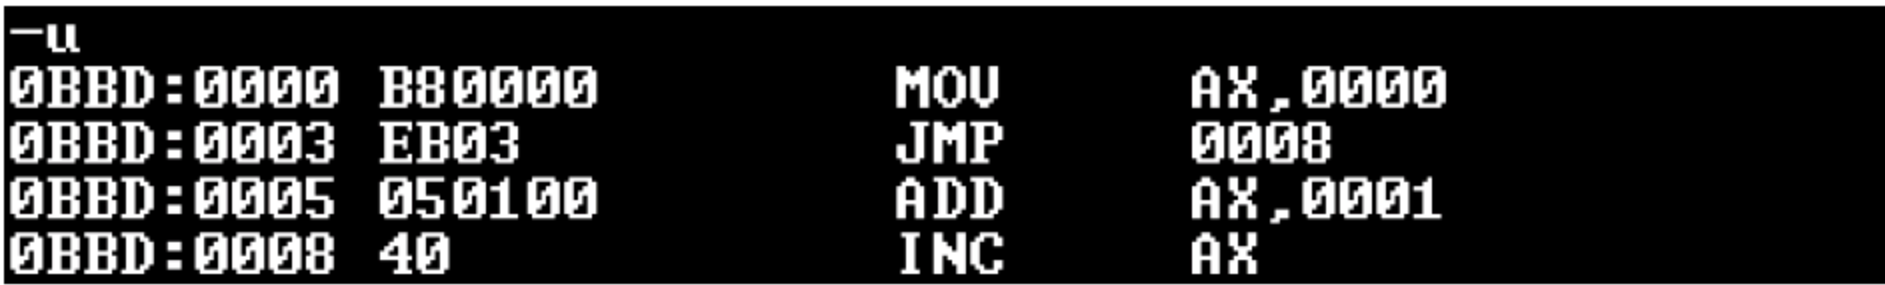 -u
0BBD:0000 B80000 MOV AX,0000
0BBD:0003 EB03 JMP 0008
0BBD:0005 050100 ADD AX,0001
0BBD:0008 40 INC AX